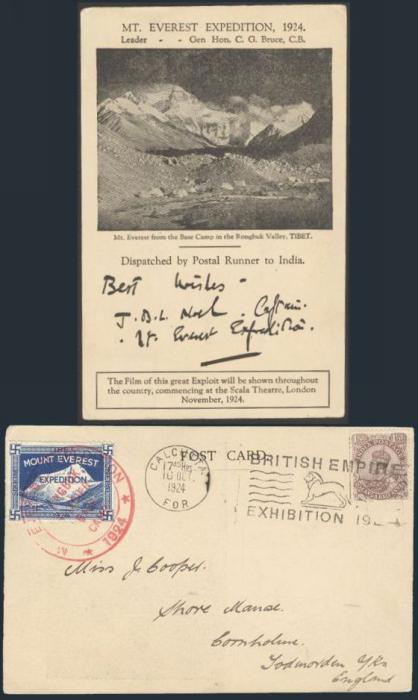 MT. EVEREST EXPEDITION, 1924.
Leader - - Gen Hon. C. G. Bruce, C.B.
Mt. Everest from the Base Camp in the Rongbuk Valley, TIBET.
Dispatched by Postal Runner to India.
Best Wishes -
J.B.L. Noel. Captain.
Mt. Everest Expedition.
The Film of this great Exploit will be shown throughout
the country, commencing at the Scala Theatre, London
November, 1924.
POST CARD
MOUNT EVEREST
EXPEDITION
1924
CALCUTTA
17
16 OCT.
1924
FOR
BRITISH EMPIRE
EXHIBITION 192
Miss J. Cooper.
Shore Manse.
Cornholme.
Todmorden Yks
England